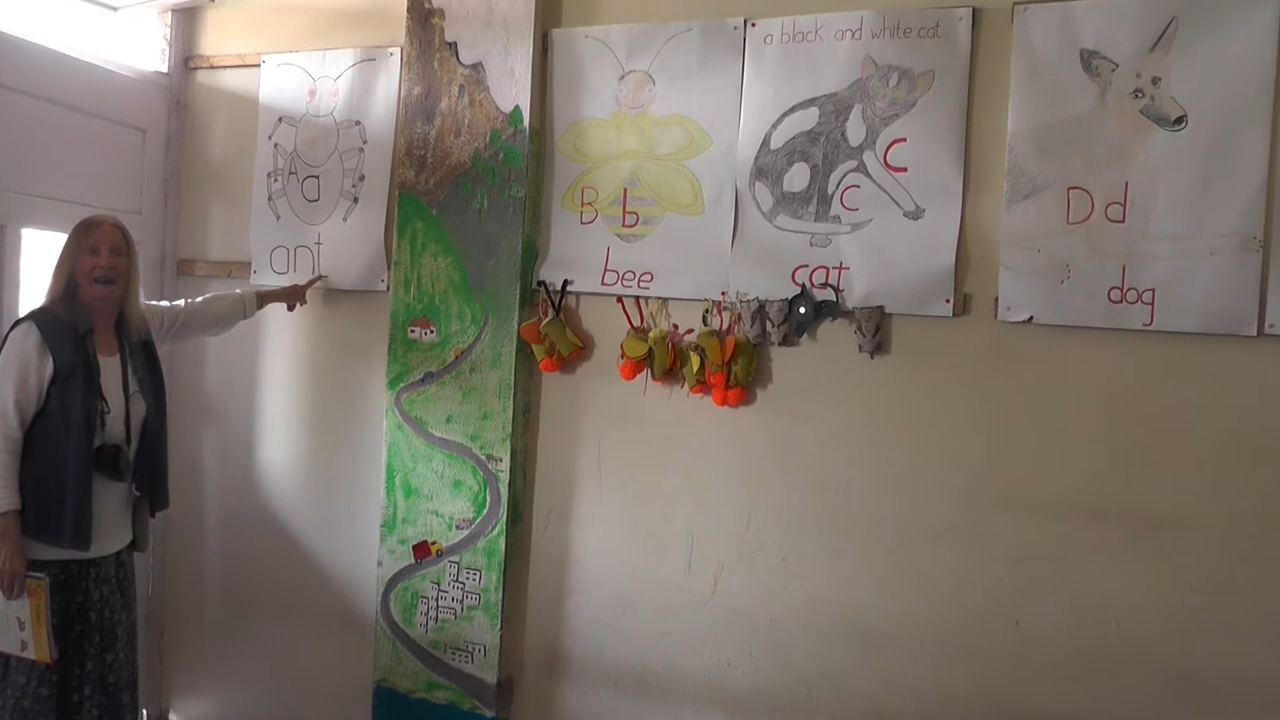 A a
ant
B b
bee
a black and white cat
C
C
cat
D d
dog